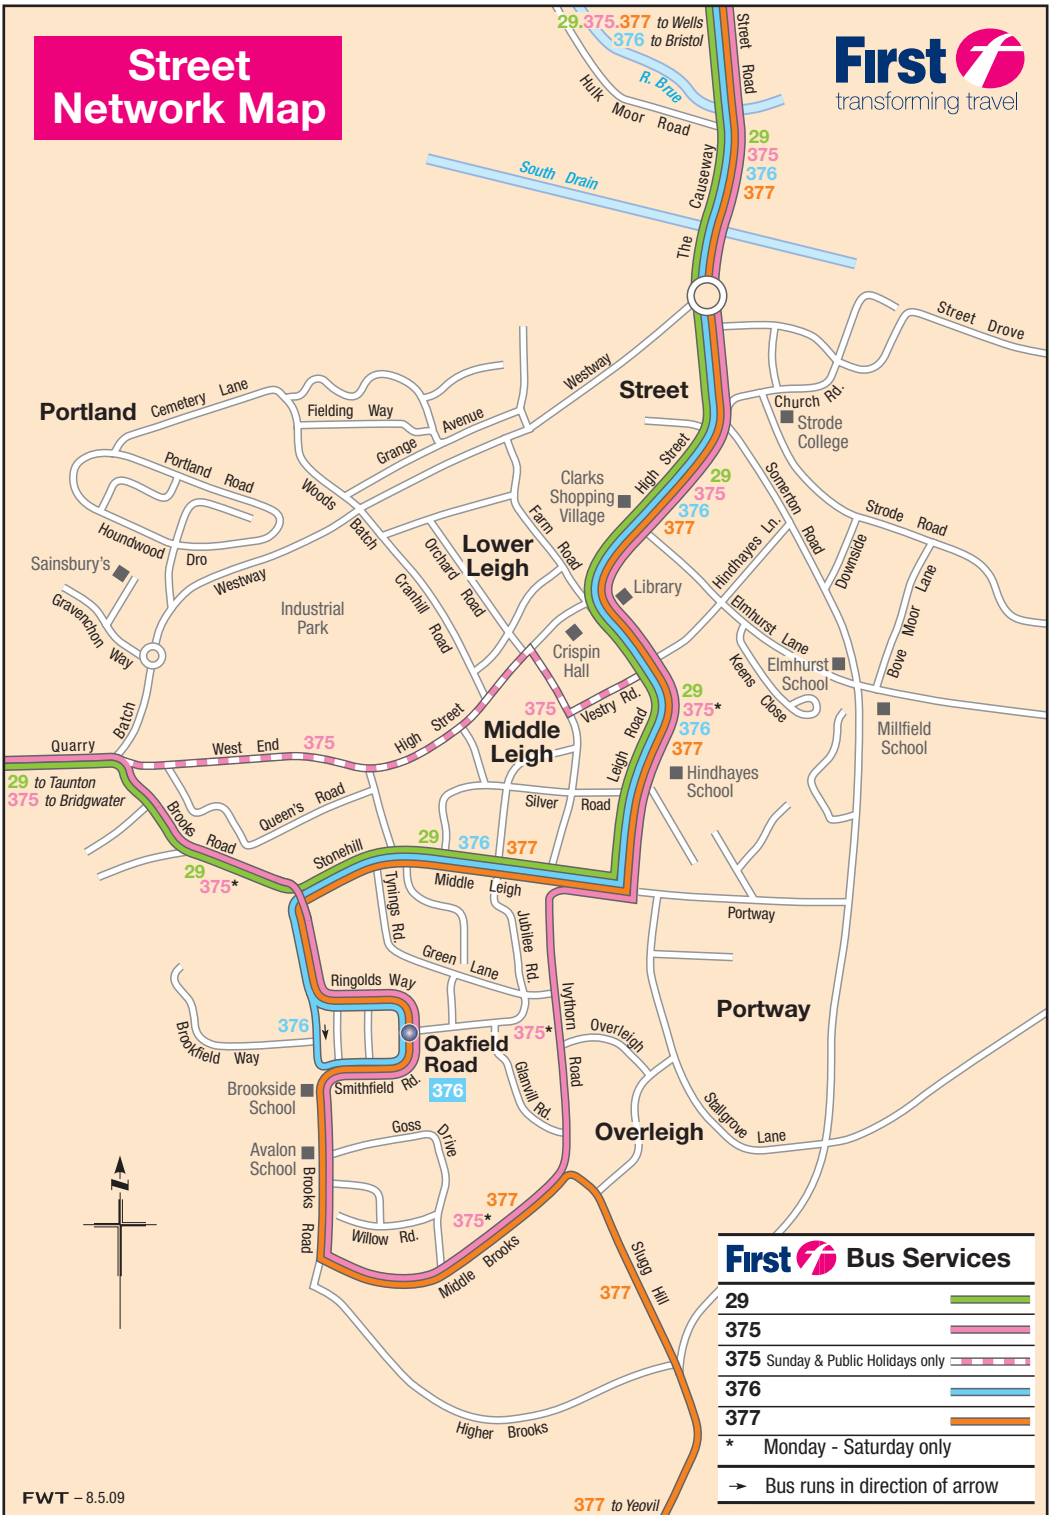 Street
Network Map
29.375.377 to Wells
376 to Bristol
First
transforming travel
Street Road
R. Brue
Hulk Moor Road
29
375
376
377
South Drain
The Causeway
Street Drove
Westway
Street
Portland
Cemetery Lane
Fielding Way
Grange Avenue
Church Rd.
Strode
College
Portland Road
Woods Batch
Clarks
Shopping
Village
High Street
29
375
376
377
Somerton Road
Strode Road
Houndwood Dro
Sainsbury's
Westway
Gravenchon Way
Industrial
Park
Orchard Road
Cranhill Road
Lower
Leigh
Farm Road
Library
Hindhayes Ln.
Downside
Bove Moor Lane
Elmhurst Lane
Keens Close
Elmhurst
School
Crispin
Hall
Millfield
School
Batch
Quarry
West End
375
High Street
375
Vestry Rd.
Middle
Leigh
Leigh Road
29
375*
376
377
29 to Taunton
375 to Bridgwater
Hindhayes
School
Brooks Road
Queen's Road
Silver Road
Stonehill
29
376
377
29
375*
Middle Leigh
Tynings Rd.
Jubilee Rd.
Portway
Green Lane
Ringolds Way
Ivythorn Road
Portway
376
Brookfield Way
Oakfield
Road
376
375*
Overleigh
Smithfield Rd.
Brookside
School
Glanvill Rd.
Stallgrove Lane
Overleigh
Goss Drive
Avalon
School
Brooks Road
377
375*
Willow Rd.
Middle Brooks
Slugg Hill
377
Higher Brooks
377 to Yeovil
First Bus Services
29
375
375 Sunday & Public Holidays only
376
377
* Monday - Saturday only
Bus runs in direction of arrow
FWT – 8.5.09